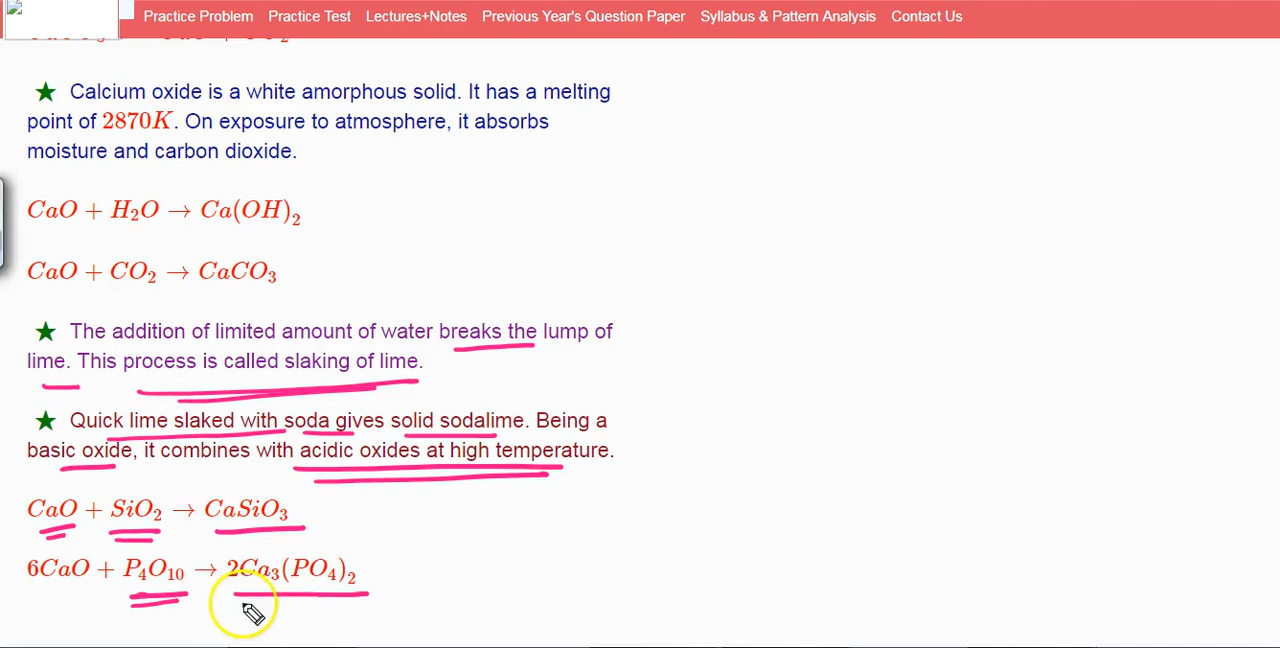 Practice Problem Practice Test Lectures+Notes Previous Year's Question Paper Syllabus & Pattern Analysis Contact Us
★ Calcium oxide is a white amorphous solid. It has a melting
point of 2870K. On exposure to atmosphere, it absorbs
moisture and carbon dioxide.
CaO + H₂O → Ca(OH)₂
CaO + CO₂ → CaCO₃
★ The addition of limited amount of water breaks the lump of
lime. This process is called slaking of lime.
★ Quick lime slaked with soda gives solid sodalime. Being a
basic oxide, it combines with acidic oxides at high temperature.
CaO + SiO₂ → CaSiO₃
6CaO + P₄O₁₀ → 2Ca₃(PO₄)₂